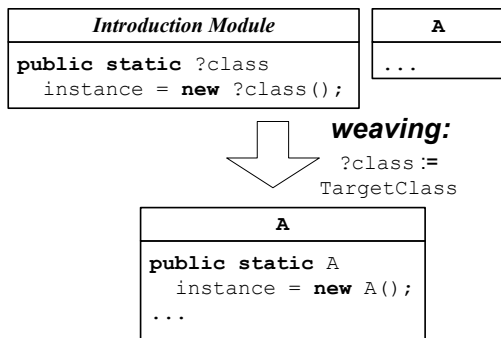 Introduction Module
public static ?class
instance = new ?class();
A
...
weaving:
?class :=
TargetClass
A
public static A
instance = new A();
...